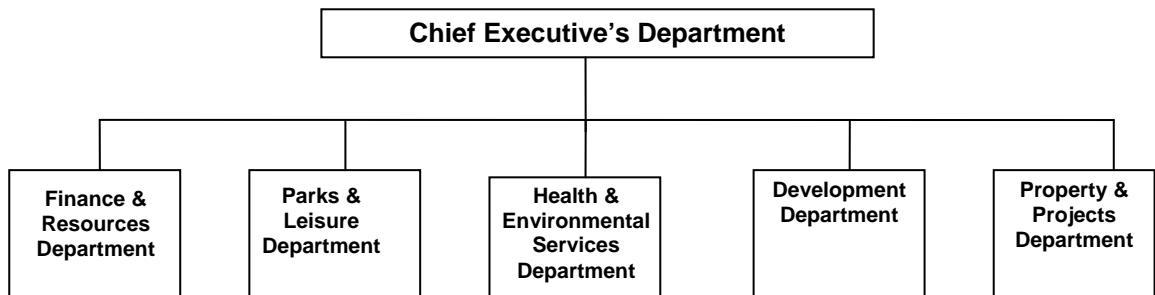 Chief Executive’s Department
Finance &
Resources
Department
Parks &
Leisure
Department
Health &
Environmental
Services
Department
Development
Department
Property &
Projects
Department